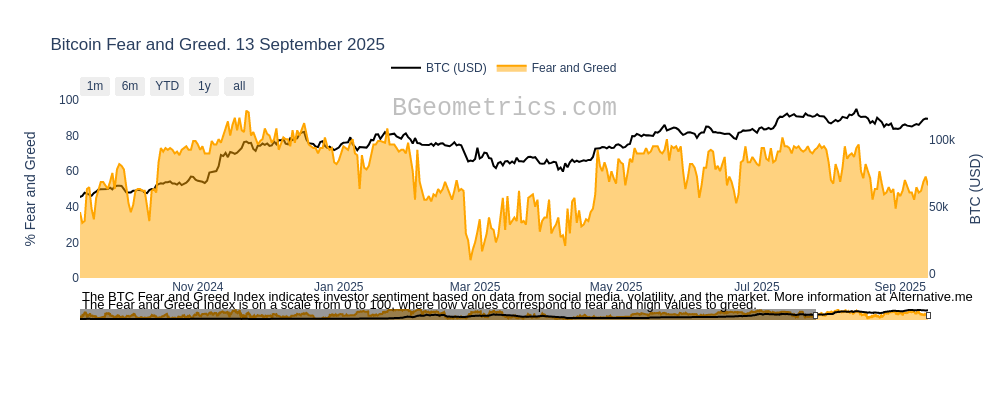 Bitcoin Fear and Greed. 13 September 2025
BTC (USD) Fear and Greed
1m 6m YTD 1y all
BGeometrics.com
% Fear and Greed
100
80
60
40
20
0
100k
50k
0
BTC (USD)
Nov 2024 Jan 2025 Mar 2025 May 2025 Jul 2025 Sep 2025
The BTC Fear and Greed Index indicates investor sentiment based on data from social media, volatility, and the market. More information at Alternative.me
The Fear and Greed Index is on a scale from 0 to 100, where low values correspond to fear and high values to greed.